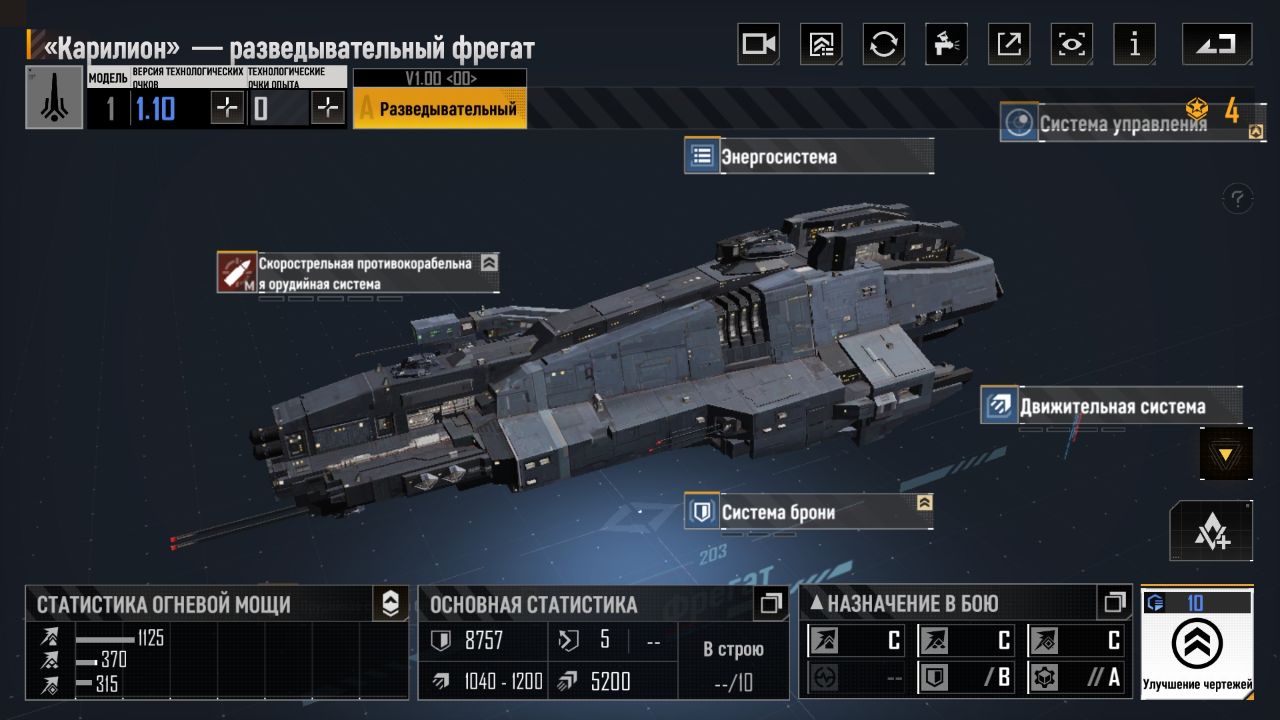 «Карилион» — разведывательный фрегат
МОДЕЛЬ
ВЕРСИЯ ТЕХНОЛОГИЧЕСКИХ
ОЧКОВ
ТЕХНОЛОГИЧЕСКИЕ
ОЧКИ ОПЫТА
1
1.10
0
V1.00 <00>
A Разведывательный
4
Система управления
Энергосистема
Скорострельная противокорабельна
я орудийная система
M
Движительная система
Система брони
203
Фрегат
СТАТИСТИКА ОГНЕВОЙ МОЩИ
1125
370
315
ОСНОВНАЯ СТАТИСТИКА
8757
5
--
1040 - 1200
5200
В строю
--/10
▲НАЗНАЧЕНИЕ В БОЮ
C
C
C
--
/ B
// A
10
Улучшение чертежей